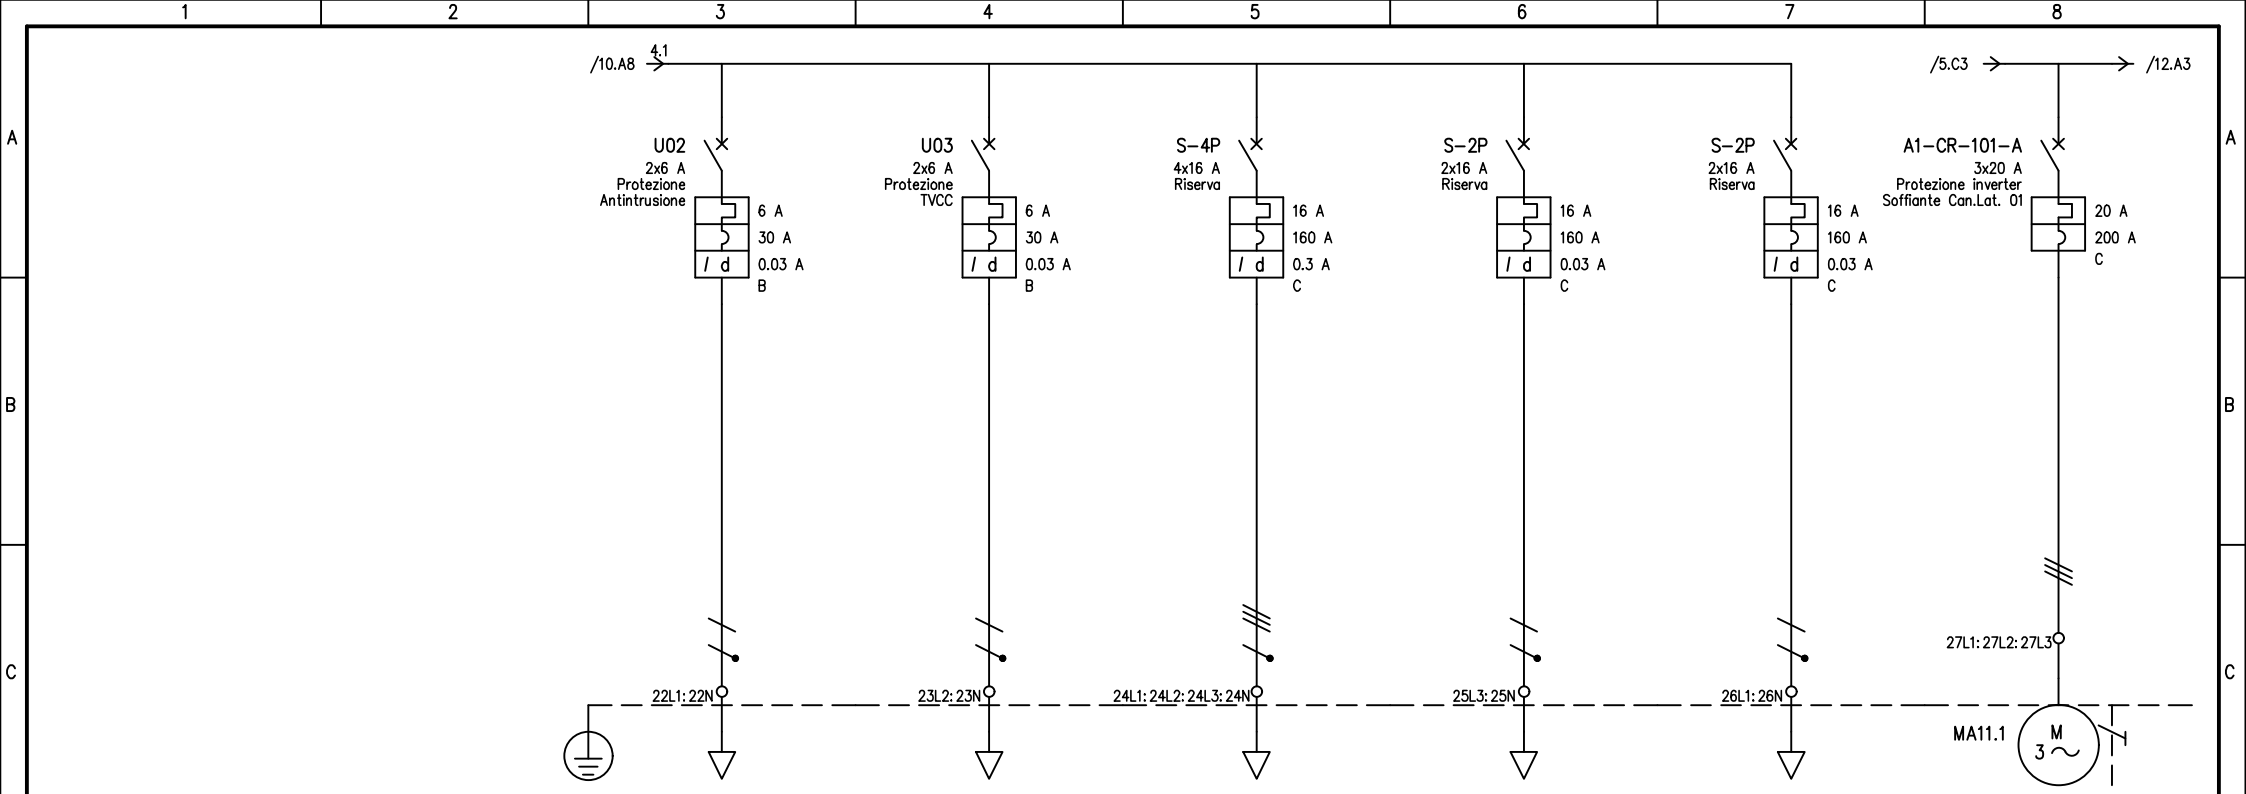 1 2 3 4 5 6 7 8
/10.A8 4.1 /5.C3 /12.A3
A A
U02
2x6 A
Protezione
Antintrusione
6 A
30 A
I d 0.03 A
B
U03
2x6 A
Protezione
TVCC
6 A
30 A
I d 0.03 A
B
S-4P
4x16 A
Riserva
16 A
160 A
I d 0.3 A
C
S-2P
2x16 A
Riserva
16 A
160 A
I d 0.03 A
C
S-2P
2x16 A
Riserva
16 A
160 A
I d 0.03 A
C
A1-CR-101-A
3x20 A
Protezione inverter
Soffiante Can.Lat. 01
20 A
200 A
C
B B
C C
27L1:27L2:27L3
22L1:22N 23L2:23N 24L1:24L2:24L3:24N 25L3:25N 26L1:26N
MA11.1
M
3